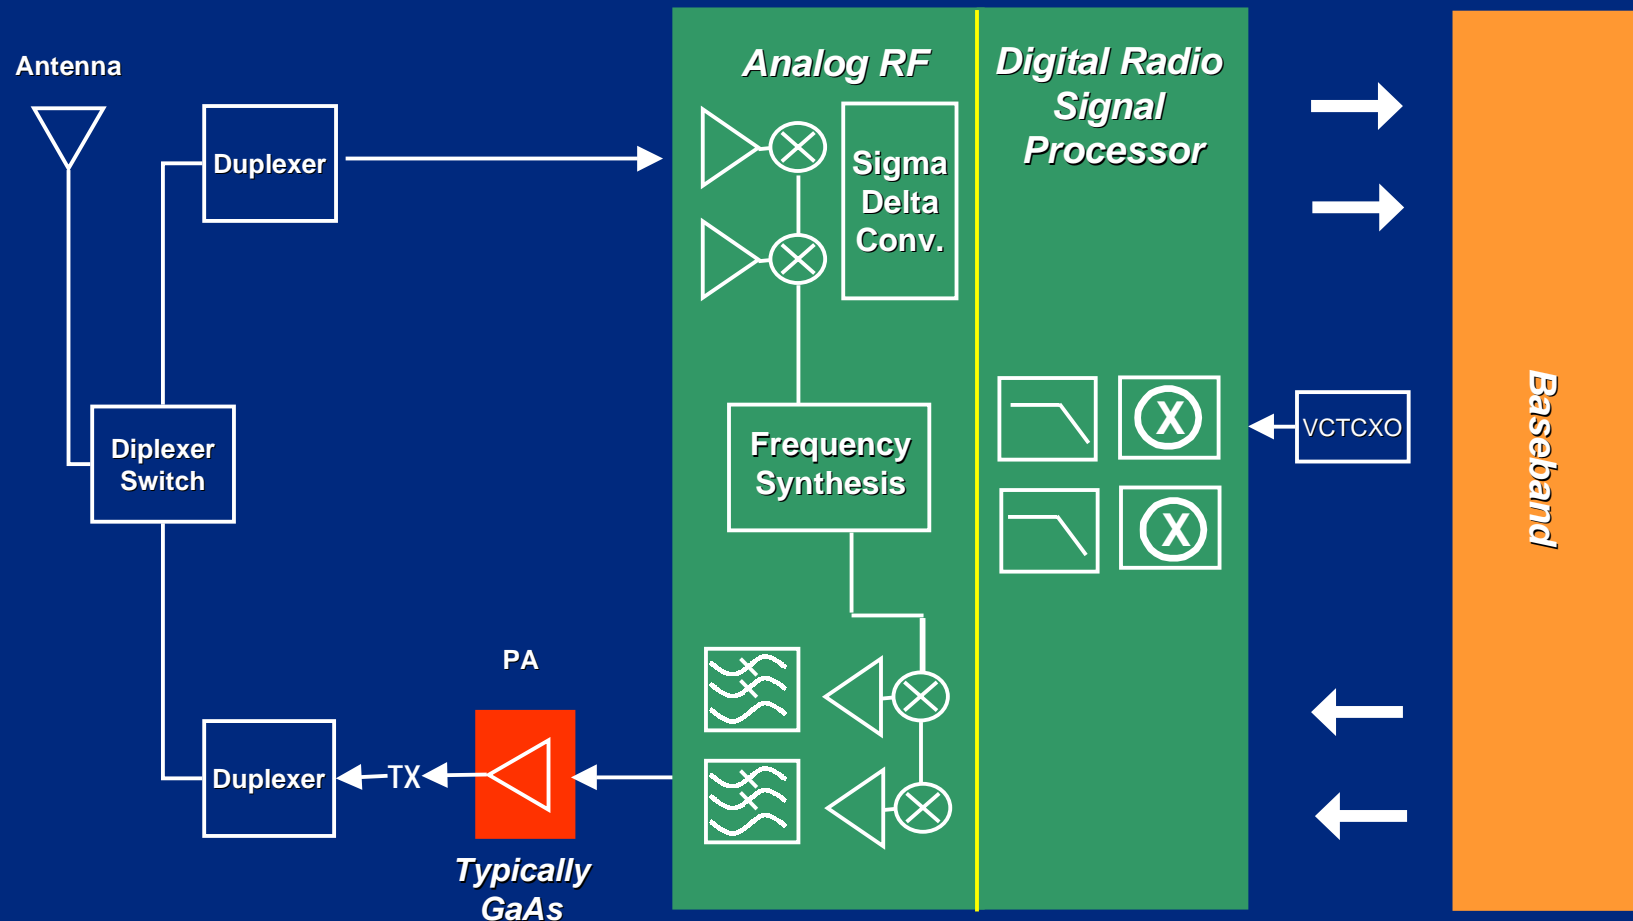 Antenna
Duplexer
Analog RF
Digital Radio
Signal
Processor
Sigma
Delta
Conv.
Diplexer
Switch
Frequency
Synthesis
X
X
VCTCXO
Baseband
PA
Duplexer
TX
Typically
GaAs